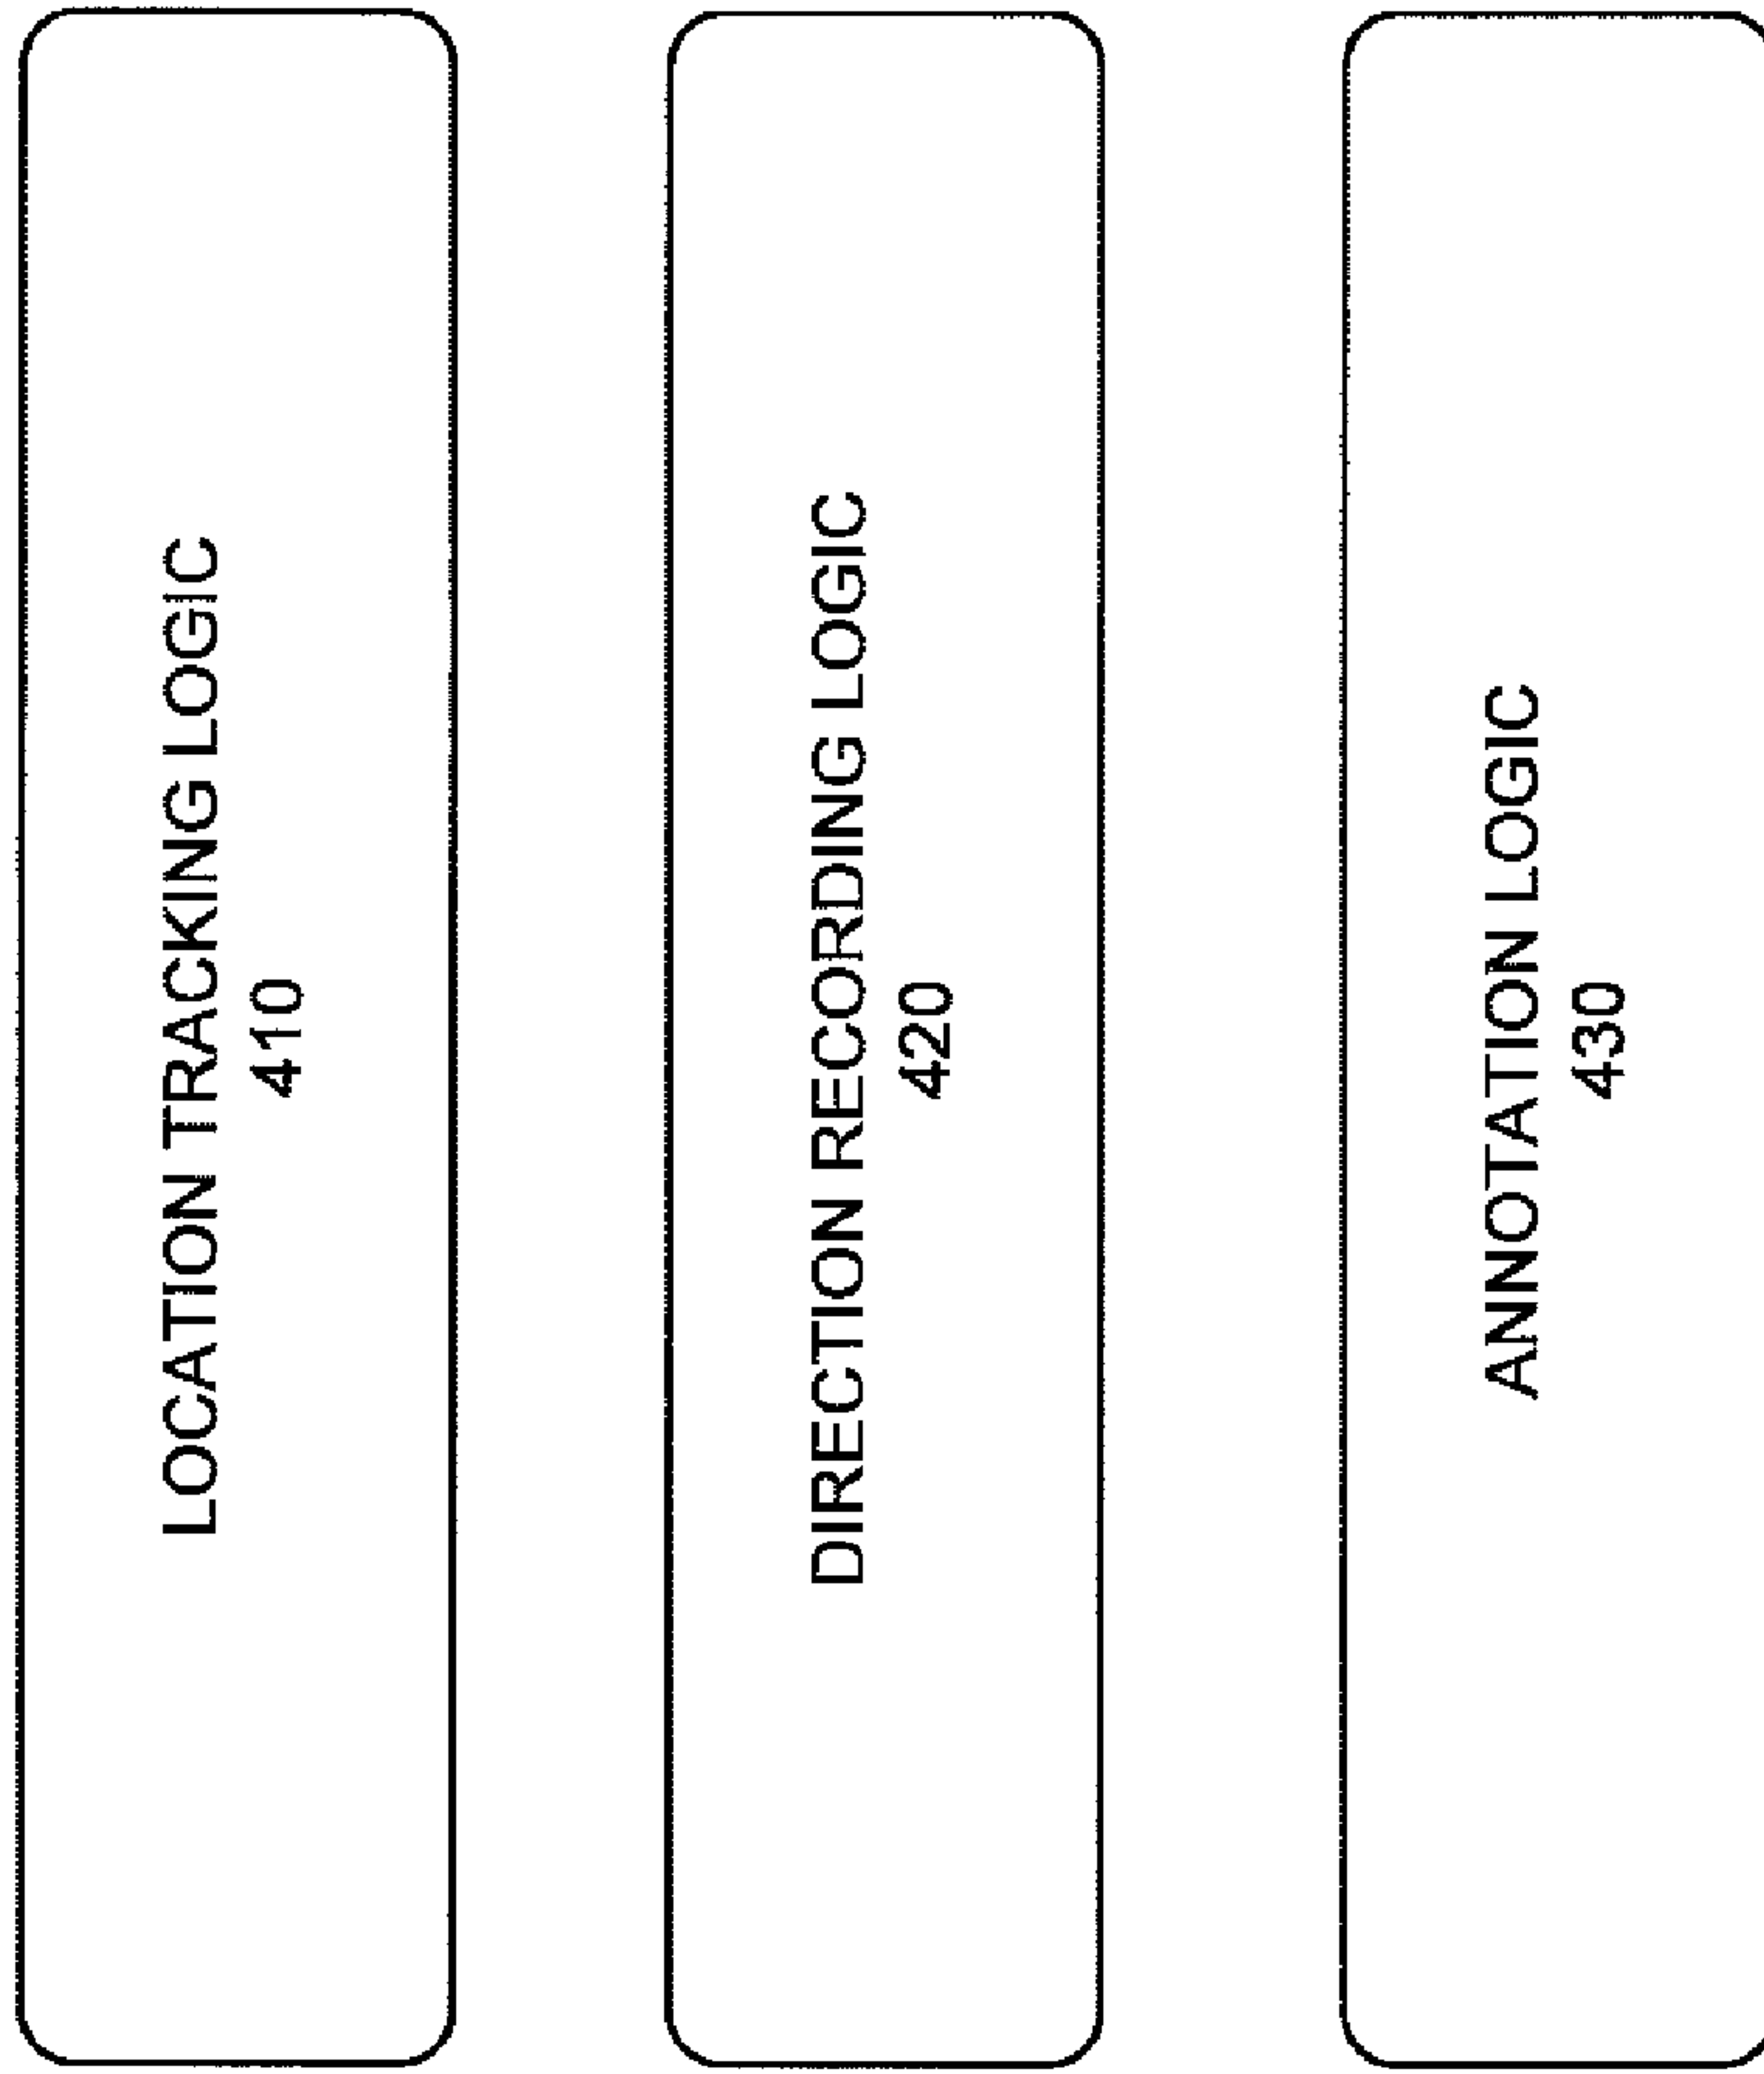 LOCATION TRACKING LOGIC
410
DIRECTION RECORDING LOGIC
420
ANNOTATION LOGIC
430